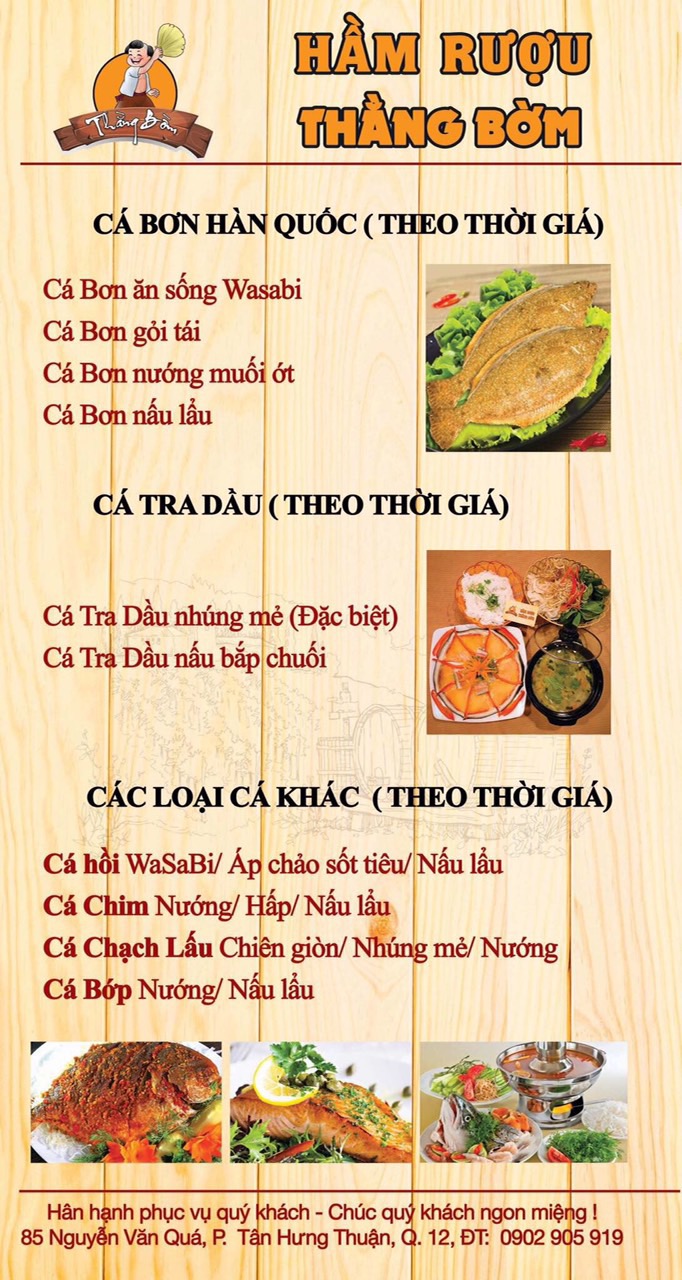 Thằng Bờm
HẦM RƯỢU
THẰNG BỜM
CÁ BƠN HÀN QUỐC ( THEO THỜI GIÁ)
Cá Bơn ăn sống Wasabi
Cá Bơn gỏi tái
Cá Bơn nướng muối ớt
Cá Bơn nấu lẩu
CÁ TRA DẦU ( THEO THỜI GIÁ)
Cá Tra Dầu nhúng mẻ (Đặc biệt)
Cá Tra Dầu nấu bắp chuối
CÁC LOẠI CÁ KHÁC ( THEO THỜI GIÁ)
Cá hồi WaSaBi/ Áp chảo sốt tiêu/ Nấu lẩu
Cá Chim Nướng/ Hấp/ Nấu lẩu
Cá Chạch Lấu Chiên giòn/ Nhúng mẻ/ Nướng
Cá Bớp Nướng/ Nấu lẩu
Hân hạnh phục vụ quý khách - Chúc quý khách ngon miệng !
85 Nguyễn Văn Quá, P. Tân Hưng Thuận, Q. 12, ĐT: 0902 905 919